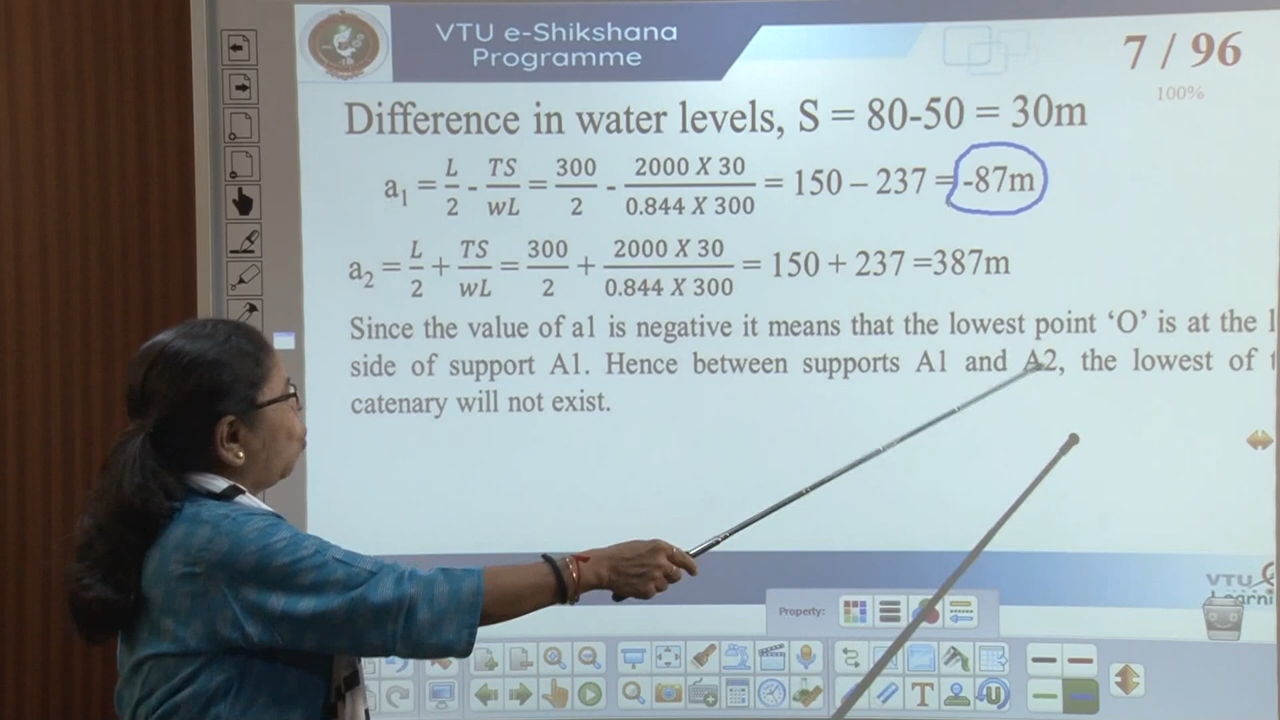 VTU e-Shikshana
Programme
7 / 96
100%
Difference in water levels, S = 80-50 = 30m
a₁ = L/2 - TS/wL = 300/2 - 2000 X 30/0.844 X 300 = 150 – 237 = -87m
a₂ = L/2 + TS/wL = 300/2 + 2000 X 30/0.844 X 300 = 150 + 237 =387m
Since the value of a1 is negative it means that the lowest point ‘O’ is at the
side of support A1. Hence between supports A1 and A2, the lowest of
catenary will not exist.
VTU
Property:
T